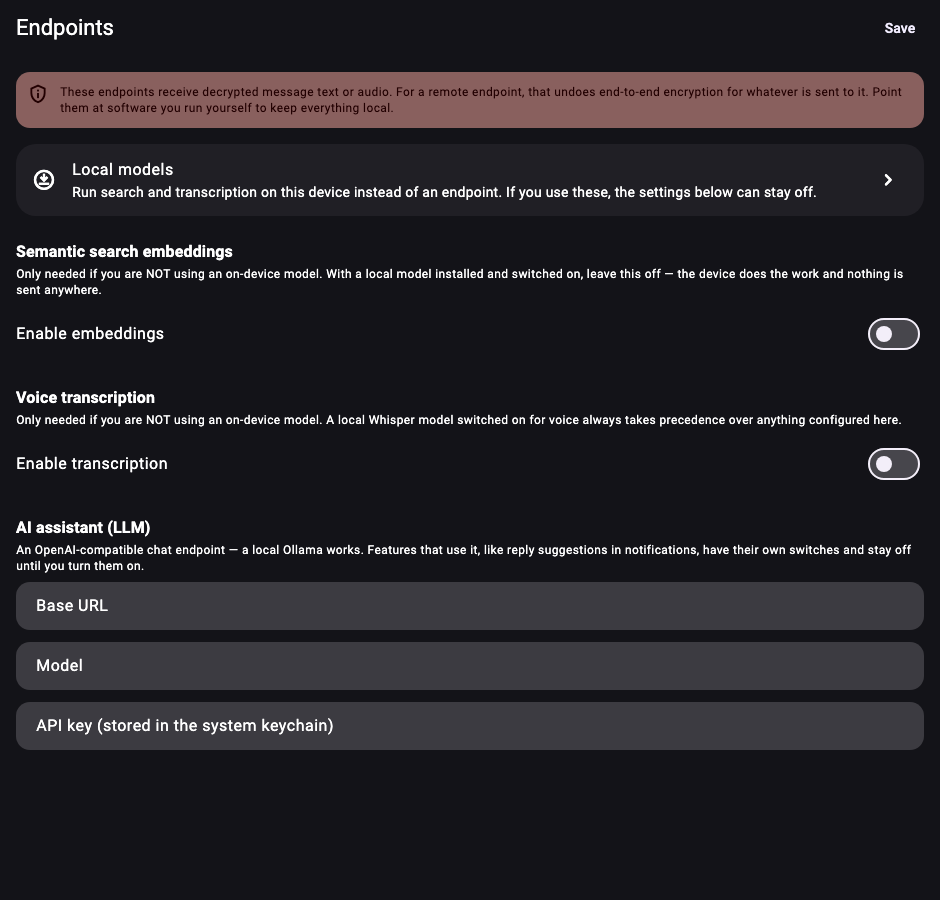 Endpoints
Save
These endpoints receive decrypted message text or audio. For a remote endpoint, that undoes end-to-end encryption for whatever is sent to it. Point
them at software you run yourself to keep everything local.
Local models
Run search and transcription on this device instead of an endpoint. If you use these, the settings below can stay off.
Semantic search embeddings
Only needed if you are NOT using an on-device model. With a local model installed and switched on, leave this off — the device does the work and nothing is
sent anywhere.
Enable embeddings
Voice transcription
Only needed if you are NOT using an on-device model. A local Whisper model switched on for voice always takes precedence over anything configured here.
Enable transcription
AI assistant (LLM)
An OpenAI-compatible chat endpoint — a local Ollama works. Features that use it, like reply suggestions in notifications, have their own switches and stay off
until you turn them on.
Base URL
Model
API key (stored in the system keychain)